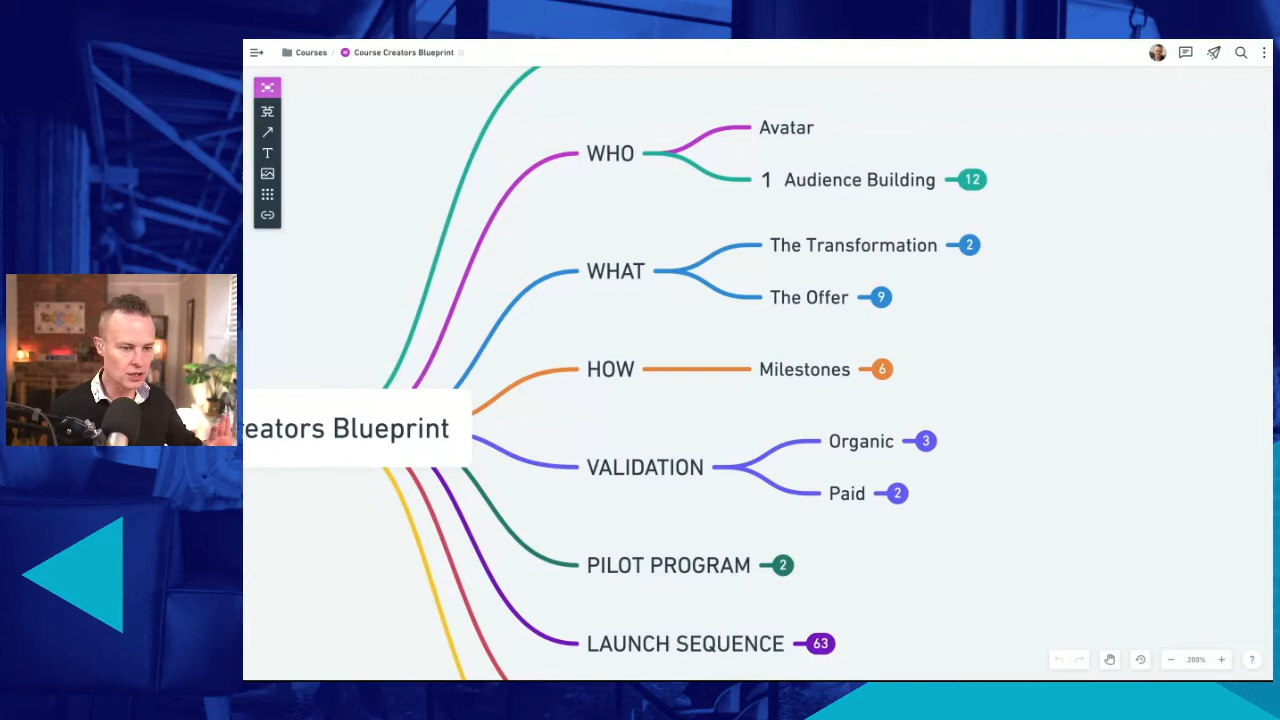 Courses / Course Creators Blueprint
WHO
Avatar
1 Audience Building 12
WHAT
The Transformation 2
The Offer 9
HOW
Milestones 6
eators Blueprint
VALIDATION
Organic 3
Paid 2
PILOT PROGRAM 2
LAUNCH SEQUENCE 63
T
− 200% + ?